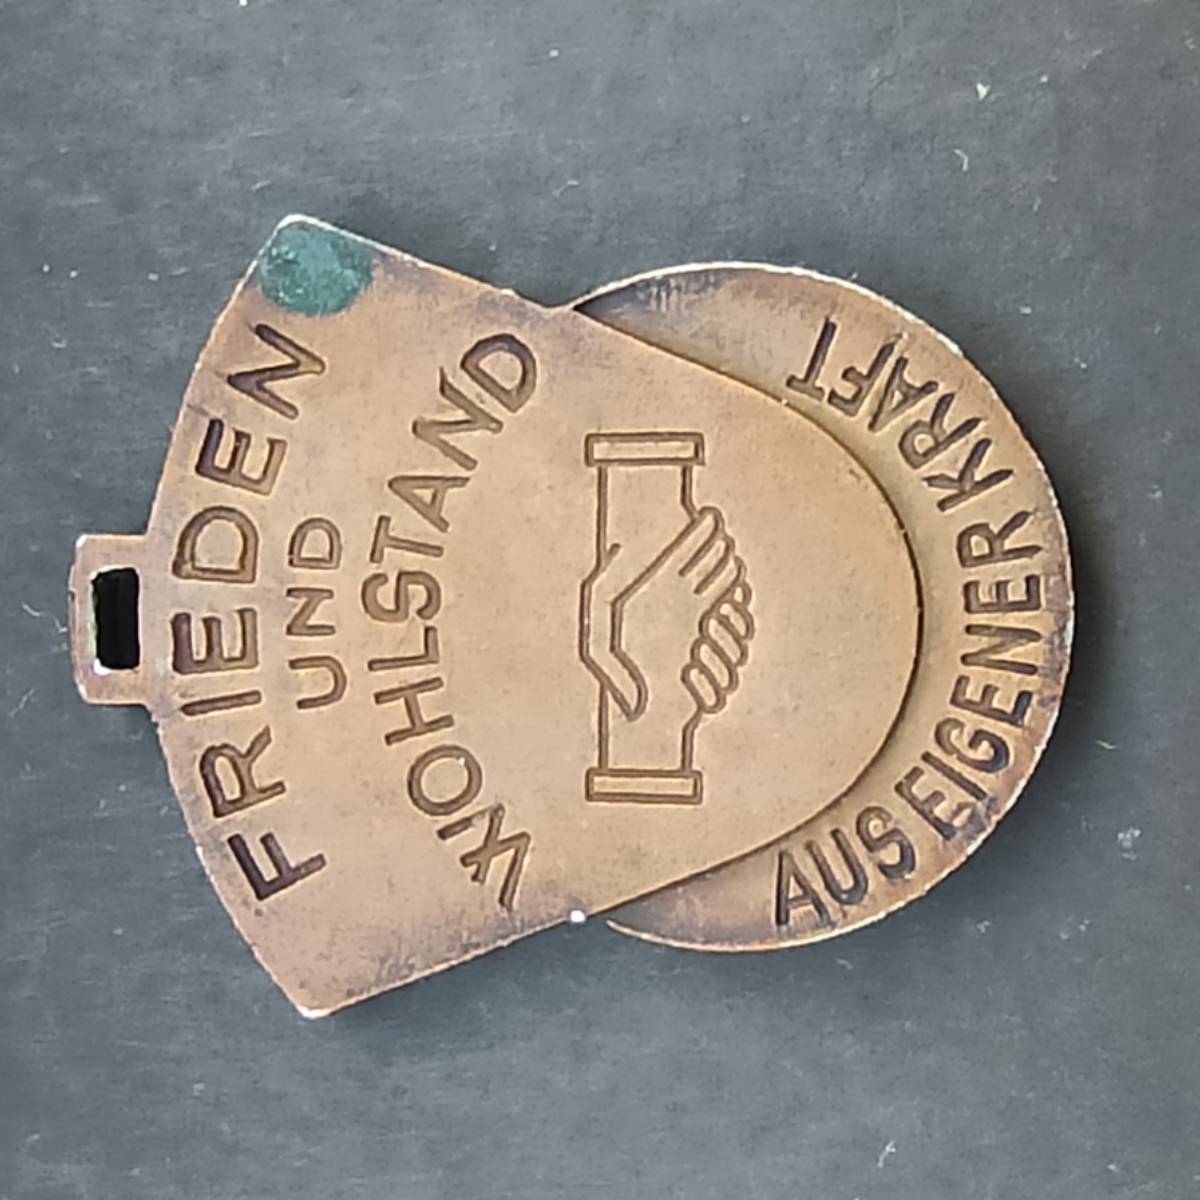 FRIEDEN
UND
WOHLSTAND
AUS EIGENER KRAFT